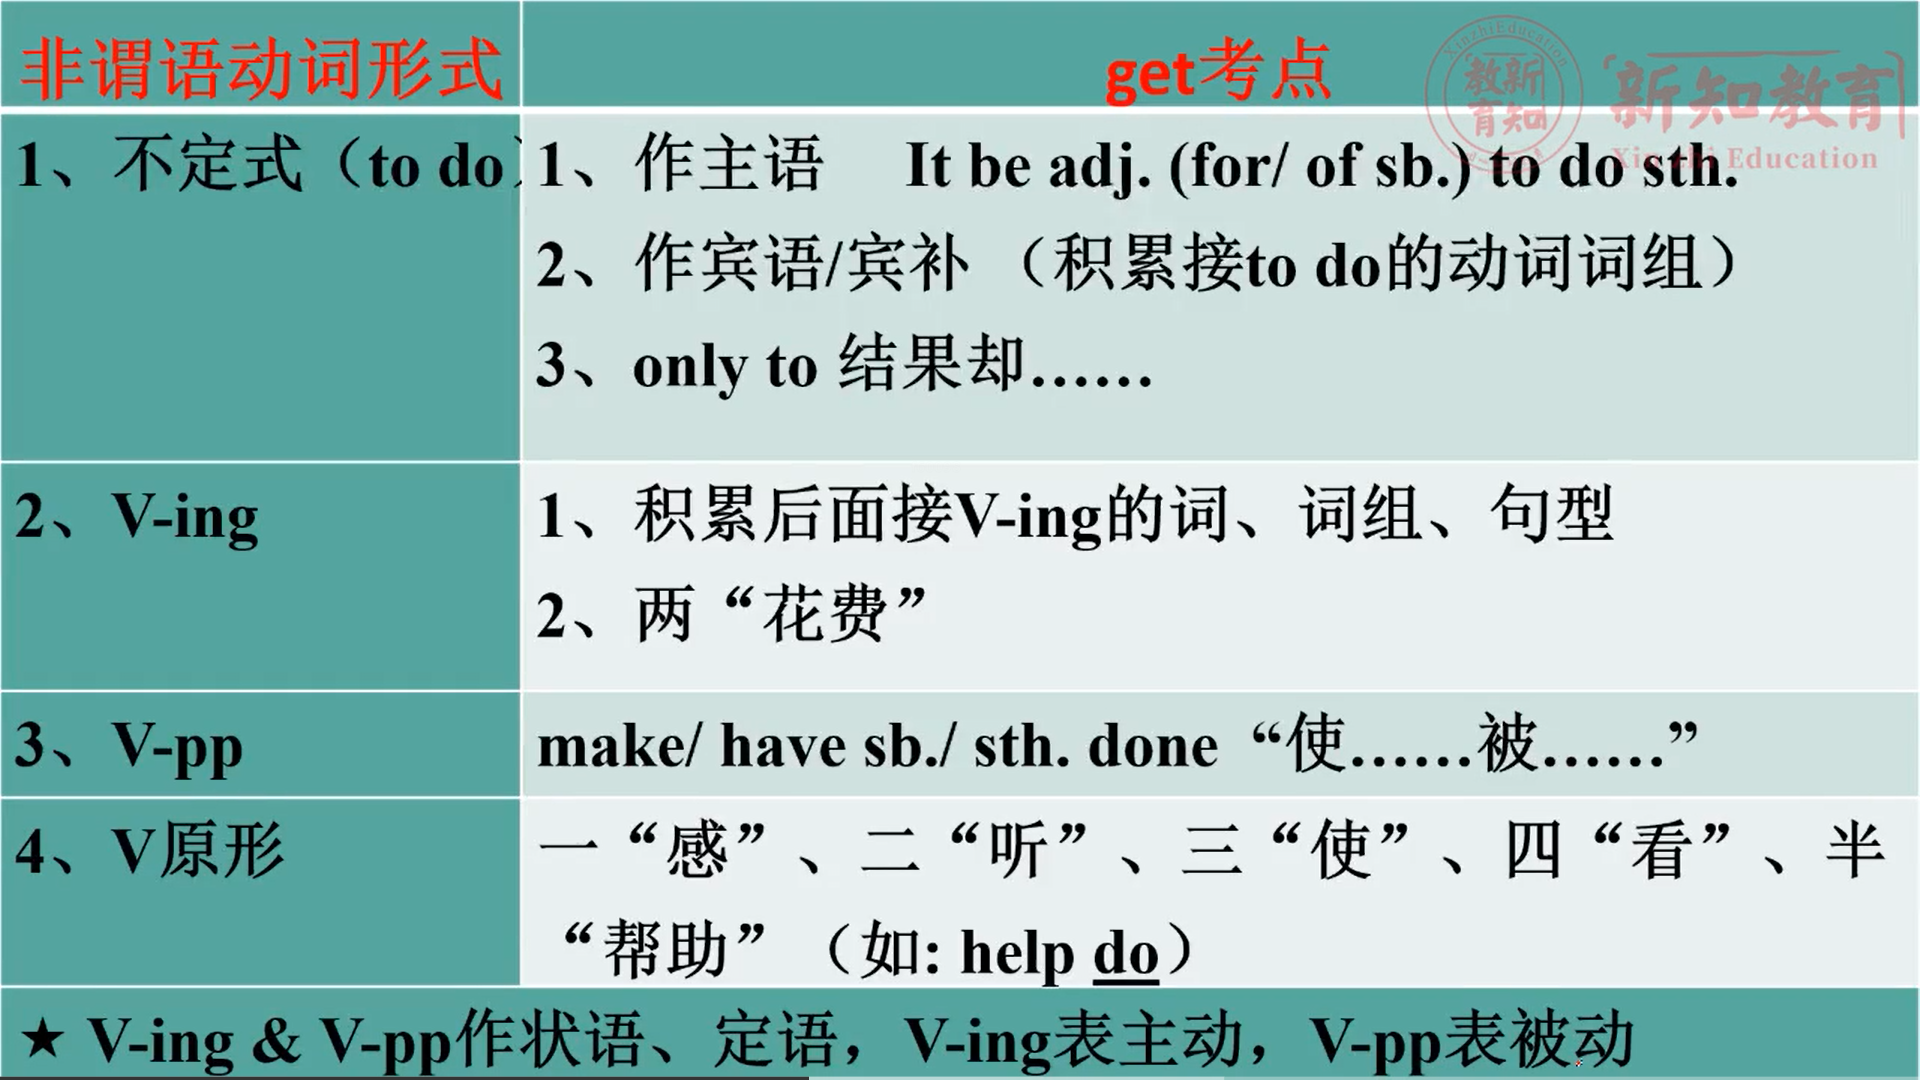 非谓语动词形式
get考点
新知教育
XinzhiEducation
教新
育知
Xinzhi Education
1、不定式（to do）
1、作主语 It be adj. (for/ of sb.) to do sth.
2、作宾语/宾补 （积累接to do的动词词组）
3、only to 结果却……
2、V-ing
1、积累后面接V-ing的词、词组、句型
2、两“花费”
3、V-pp
make/ have sb./ sth. done “使……被……”
4、V原形
一“感”、二“听”、三“使”、四“看”、半
“帮助”（如: help do）
★ V-ing & V-pp作状语、定语，V-ing表主动，V-pp表被动